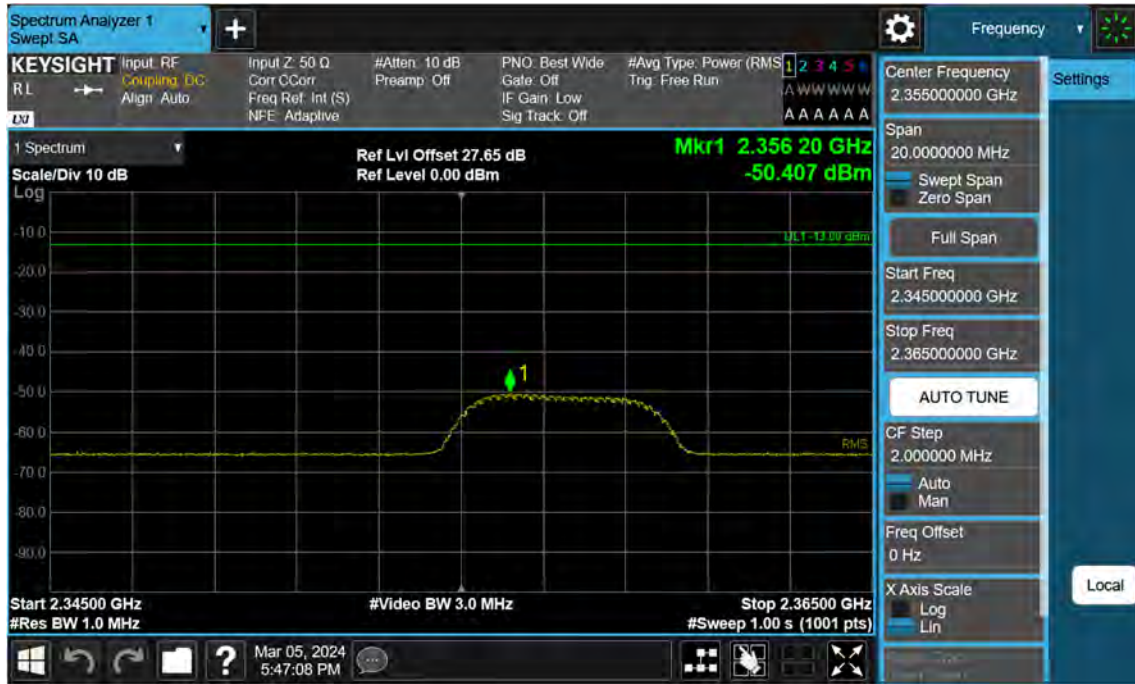 Spectrum Analyzer 1
Swept SA
+
Frequency
KEYSIGHT
RL
LXI
Input: RF
Coupling: DC
Align: Auto
Input Z: 50 Ω
Corr CCorr
Freq Ref: Int (S)
NFE: Adaptive
#Atten: 10 dB
Preamp: Off
PNO: Best Wide
Gate: Off
IF Gain: Low
Sig Track: Off
#Avg Type: Power (RMS
Trig: Free Run
1 2 3 4 5 6
A W W W W W
A A A A A A
1 Spectrum
Scale/Div 10 dB
Log
Ref Lvl Offset 27.65 dB
Ref Level 0.00 dBm
Mkr1 2.356 20 GHz
-50.407 dBm
-10.0
DL1 -13.00 dBm
-20.0
-30.0
-40.0
1
-50.0
-60.0
RMS
-70.0
-80.0
-90.0
Start 2.34500 GHz
#Res BW 1.0 MHz
#Video BW 3.0 MHz
Stop 2.36500 GHz
#Sweep 1.00 s (1001 pts)
Center Frequency
2.355000000 GHz
Span
20.0000000 MHz
Swept Span
Zero Span
Full Span
Start Freq
2.345000000 GHz
Stop Freq
2.365000000 GHz
AUTO TUNE
CF Step
2.000000 MHz
Auto
Man
Freq Offset
0 Hz
X Axis Scale
Log
Lin
Settings
Local
?
Mar 05, 2024
5:47:08 PM